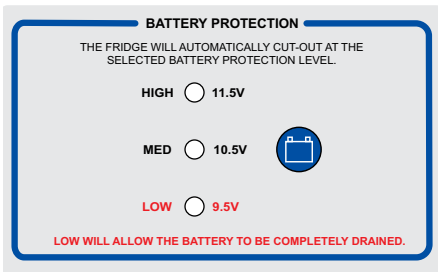 BATTERY PROTECTION
THE FRIDGE WILL AUTOMATICALLY CUT-OUT AT THE
SELECTED BATTERY PROTECTION LEVEL.
HIGH 11.5V
MED 10.5V
LOW 9.5V
LOW WILL ALLOW THE BATTERY TO BE COMPLETELY DRAINED.